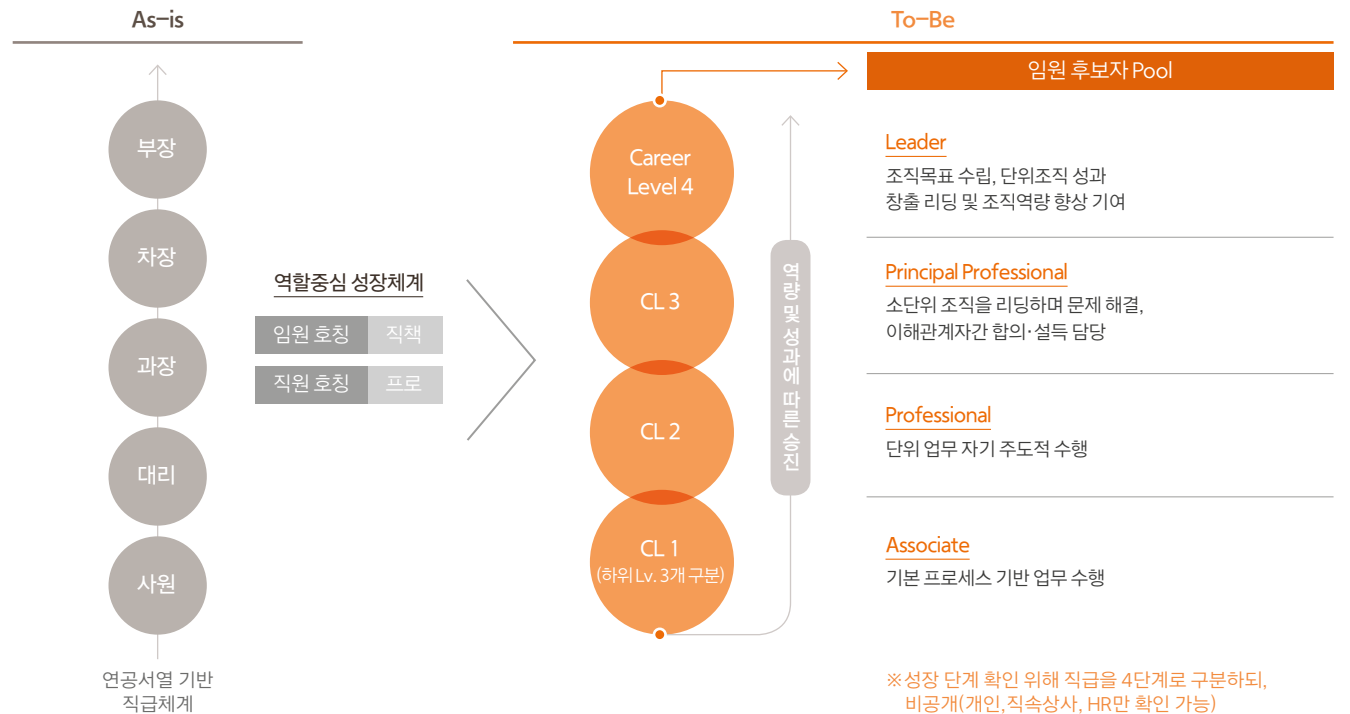 As-is
부장
차장
과장
대리
사원
연공서열 기반
직급체계
역할중심 성장체계
임원 호칭 직책
직원 호칭 프로
To-Be
임원 후보자 Pool
Career
Level 4
CL 3
CL 2
CL 1
(하위 Lv. 3개 구분)
역량 및 성과에 따른 승진
Leader
조직목표 수립, 단위조직 성과
창출 리딩 및 조직역량 향상 기여
Principal Professional
소단위 조직을 리딩하며 문제 해결,
이해관계자간 합의·설득 담당
Professional
단위 업무 자기 주도적 수행
Associate
기본 프로세스 기반 업무 수행
※성장 단계 확인 위해 직급을 4단계로 구분하되,
비공개(개인,직속상사, HR만 확인 가능)